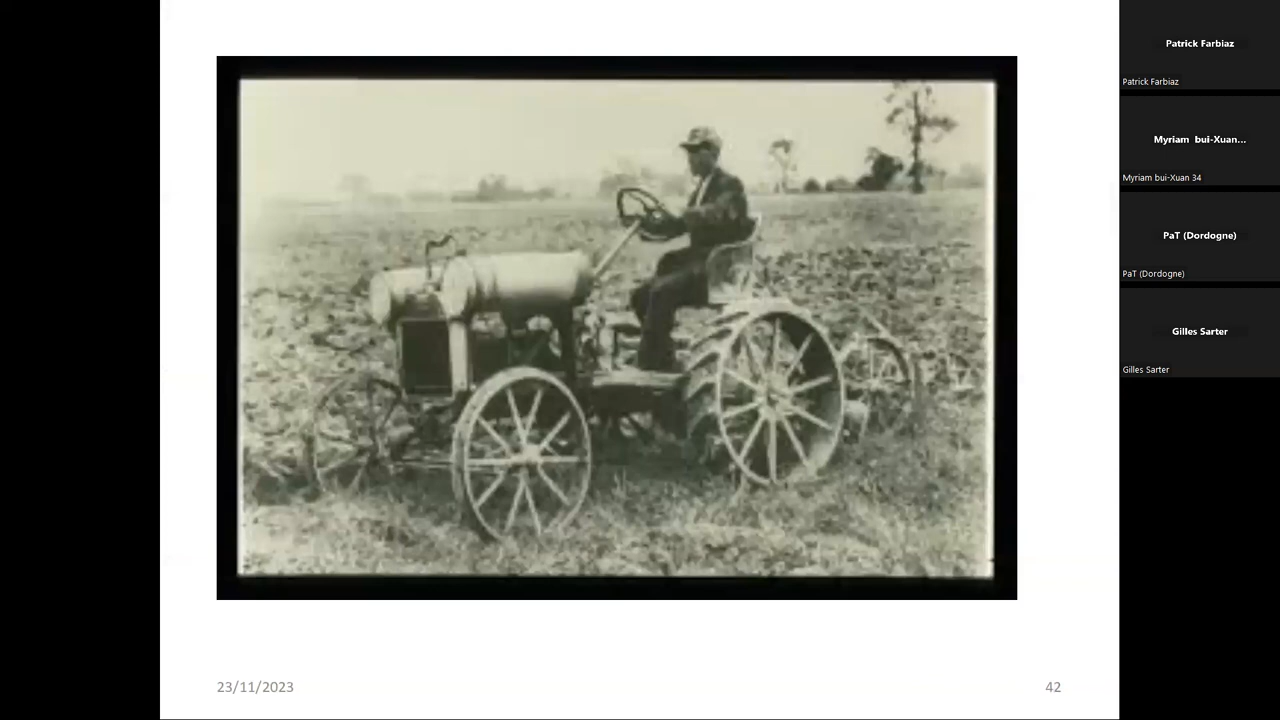 23/11/2023
42
Patrick Farbiaz
Patrick Farbiaz
Myriam bui-Xuan...
Myriam bui-Xuan 34
PaT (Dordogne)
PaT (Dordogne)
Gilles Sarter
Gilles Sarter